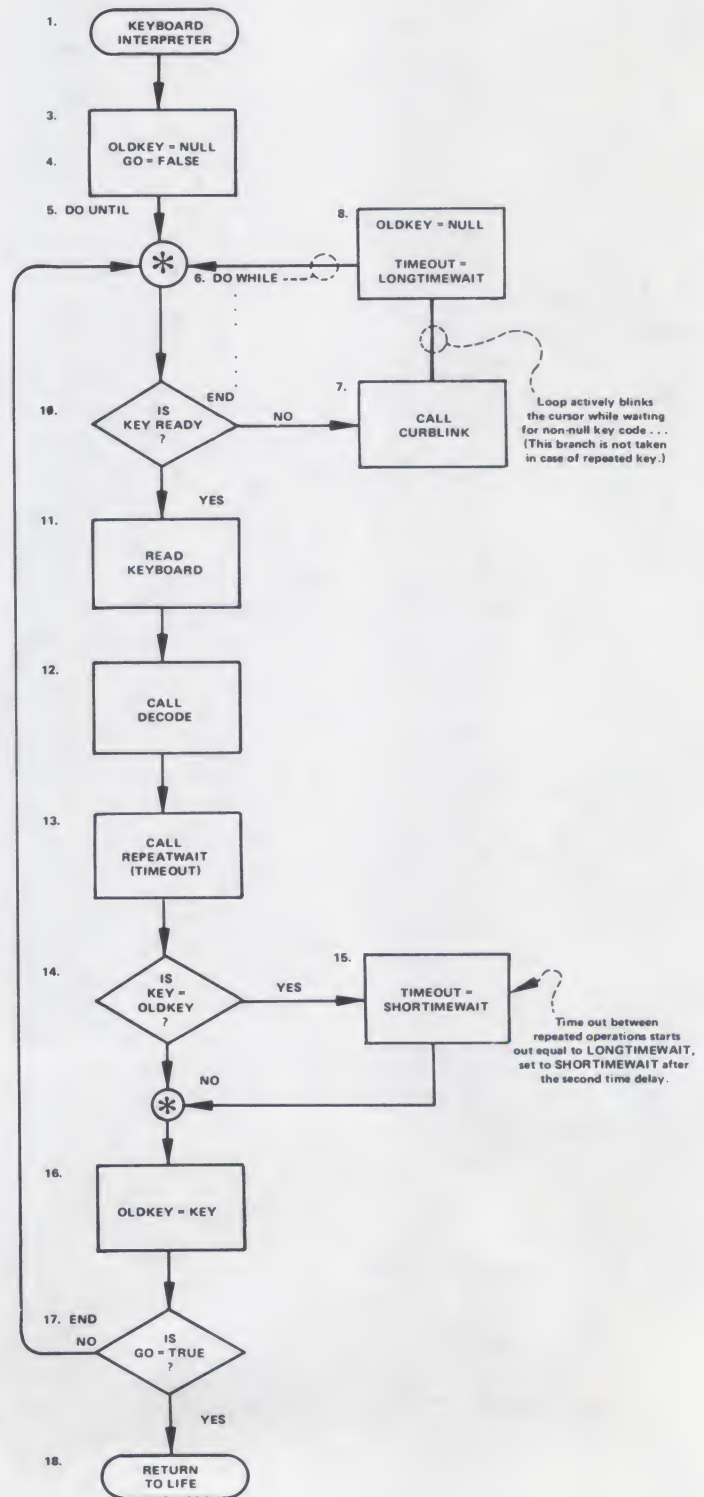 1.
KEYBOARD
INTERPRETER
3.
OLDKEY = NULL
4.
GO = FALSE
5. DO UNTIL
8.
OLDKEY = NULL
TIMEOUT =
LONGTIMEWAIT
*
6. DO WHILE
END
7.
CALL
CURBLINK
Loop actively blinks
the cursor while waiting
for non-null key code . . .
(This branch is not taken
in case of repeated key.)
10.
IS
KEY READY
?
NO
YES
11.
READ
KEYBOARD
12.
CALL
DECODE
13.
CALL
REPEATWAIT
(TIMEOUT)
14.
IS
KEY =
OLDKEY
?
YES
15.
TIMEOUT =
SHORTIMEWAIT
Time out between
repeated operations starts
out equal to LONGTIMEWAIT,
set to SHORTIMEWAIT after
the second time delay.
NO
*
16.
OLDKEY = KEY
17. END
NO
IS
GO = TRUE
?
YES
18.
RETURN
TO LIFE